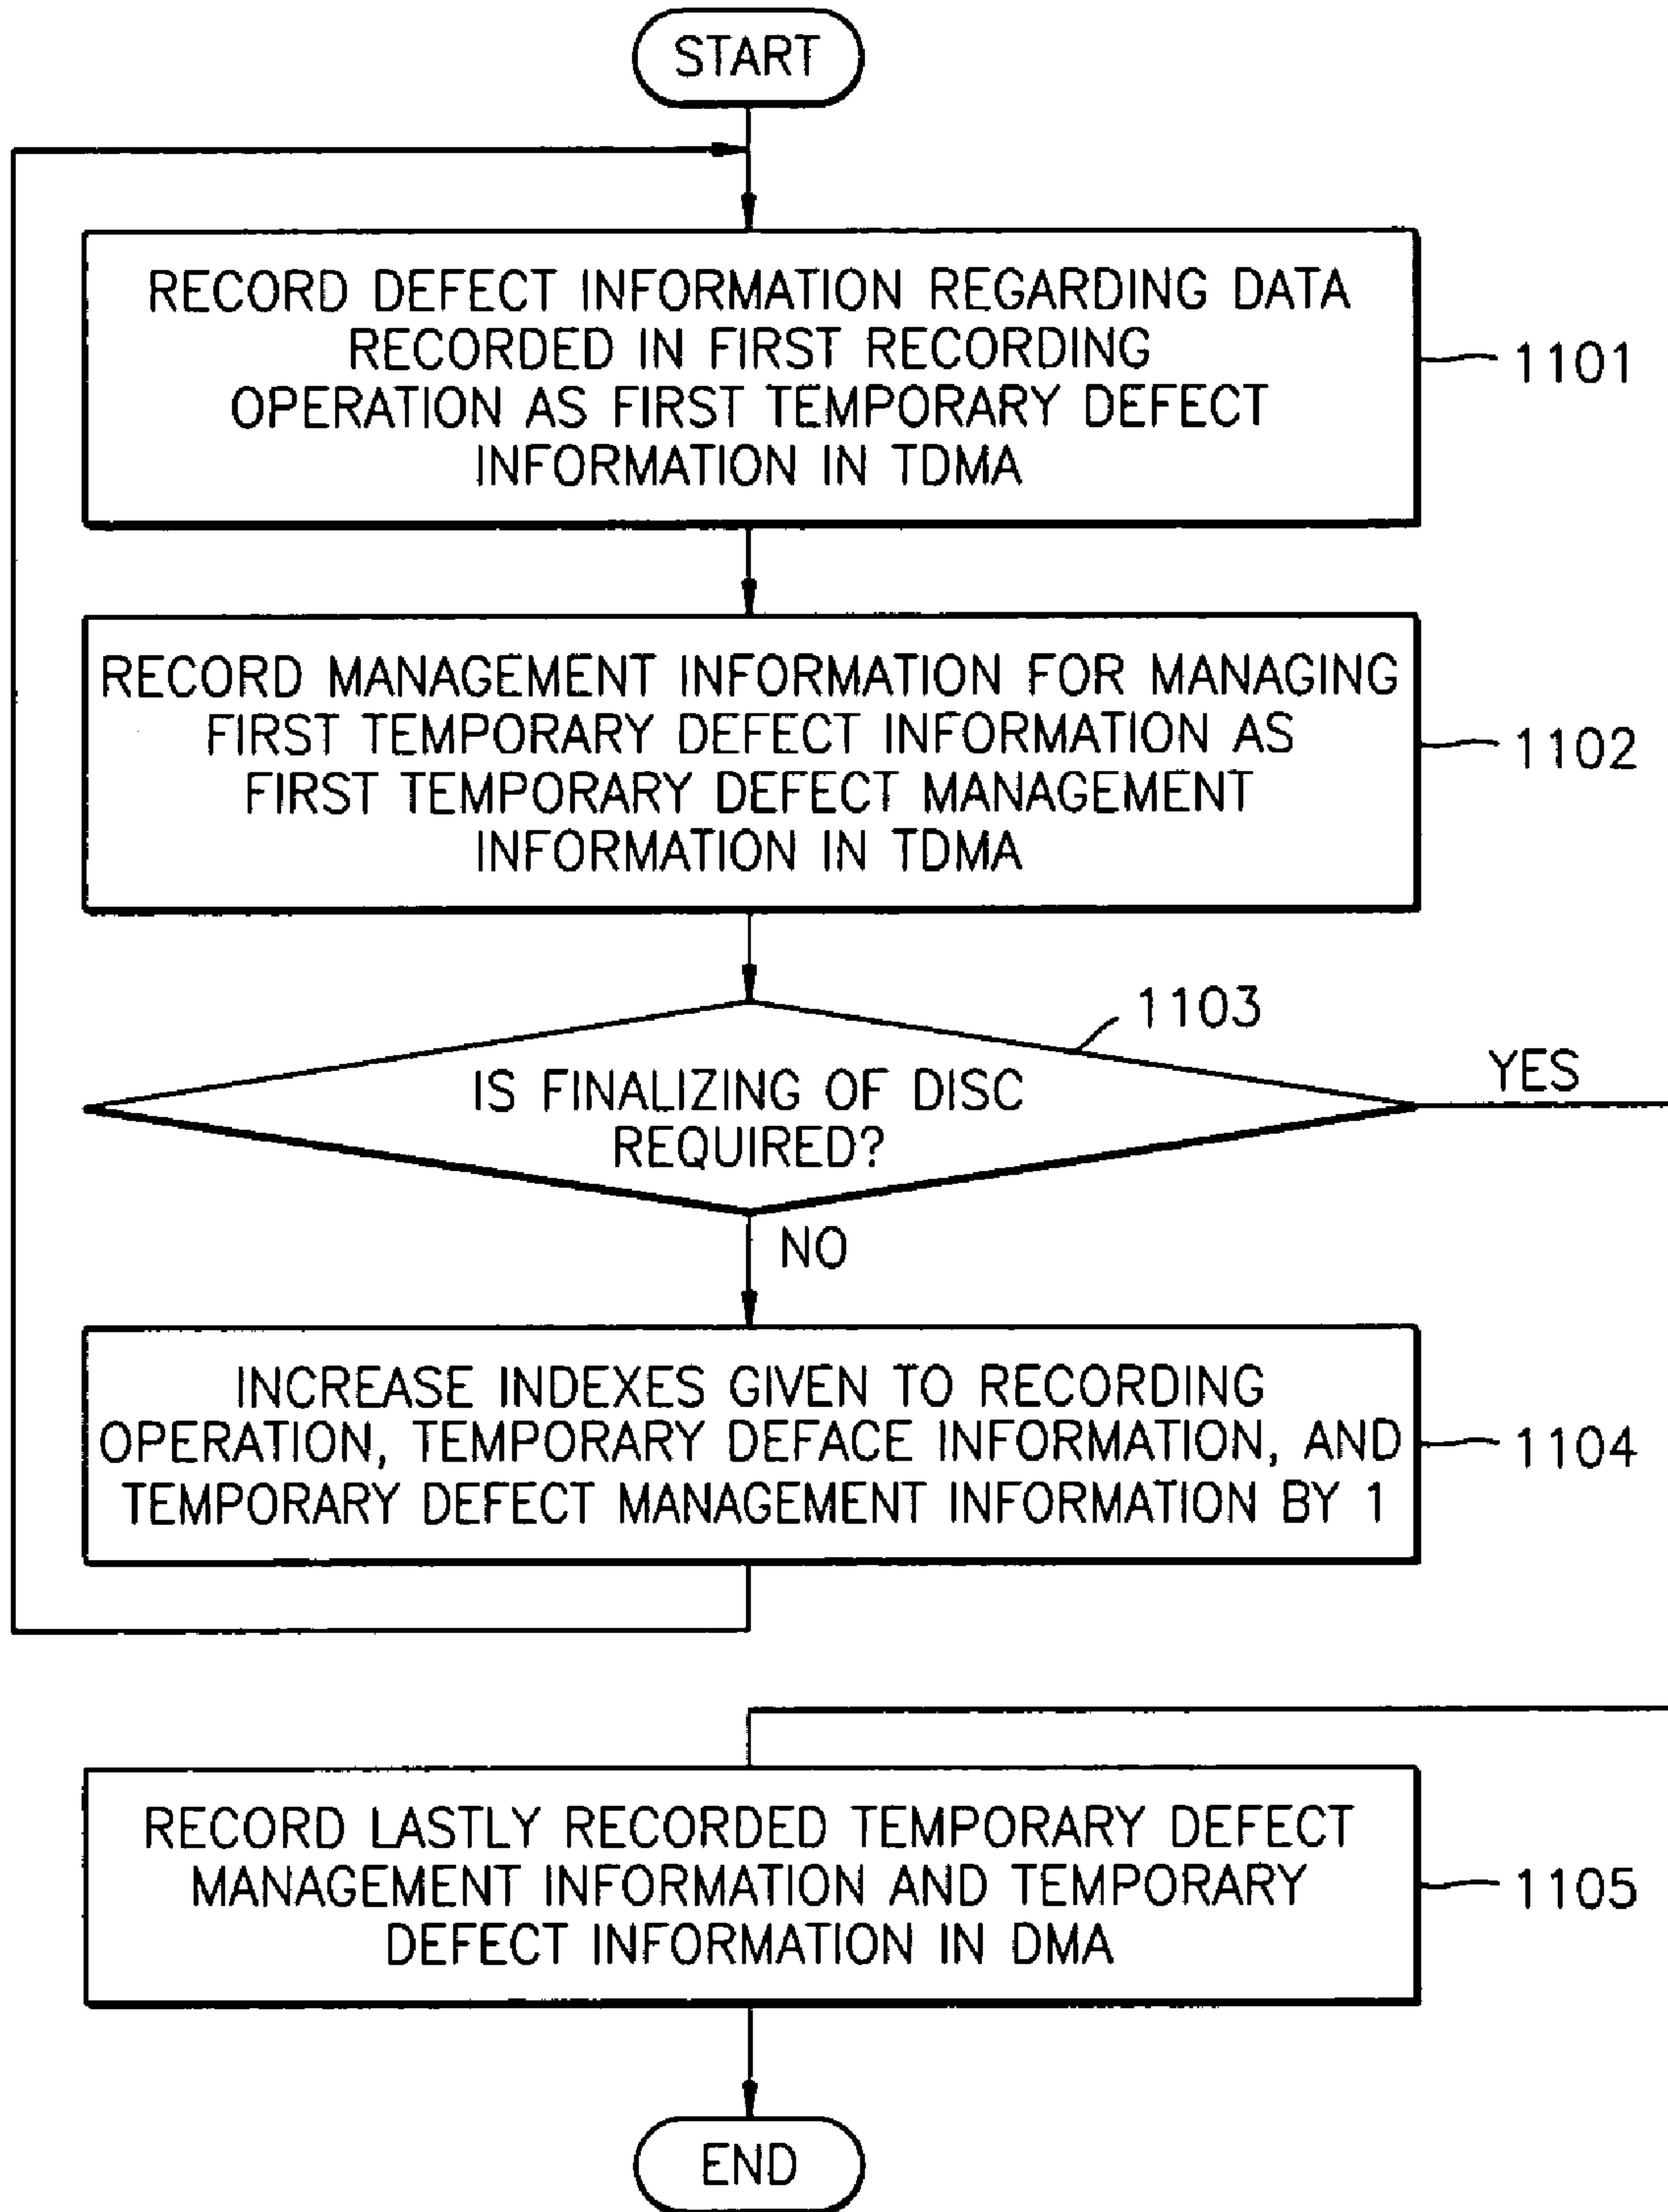 START
RECORD DEFECT INFORMATION REGARDING DATA
RECORDED IN FIRST RECORDING
OPERATION AS FIRST TEMPORARY DEFECT
INFORMATION IN TDMA
1101
RECORD MANAGEMENT INFORMATION FOR MANAGING
FIRST TEMPORARY DEFECT INFORMATION AS
FIRST TEMPORARY DEFECT MANAGEMENT
INFORMATION IN TDMA
1102
1103
IS FINALIZING OF DISC
REQUIRED?
YES
NO
INCREASE INDEXES GIVEN TO RECORDING
OPERATION, TEMPORARY DEFACE INFORMATION, AND
TEMPORARY DEFECT MANAGEMENT INFORMATION BY 1
1104
RECORD LASTLY RECORDED TEMPORARY DEFECT
MANAGEMENT INFORMATION AND TEMPORARY
DEFECT INFORMATION IN DMA
1105
END